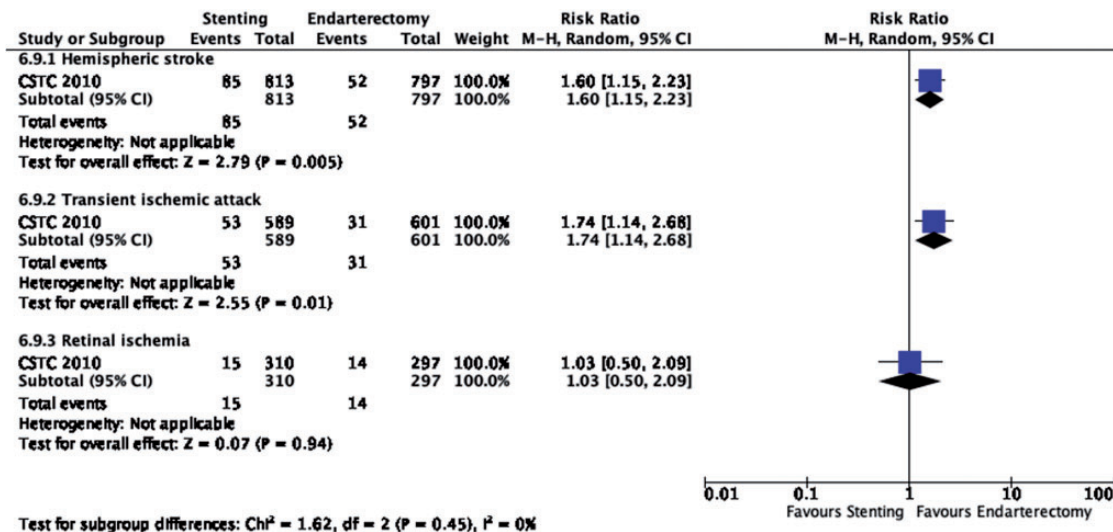 Stenting Endarterectomy Risk Ratio Risk Ratio
Study or Subgroup Events Total Events Total Weight M-H, Random, 95% CI M-H, Random, 95% CI
6.9.1 Hemispheric stroke
CSTC 2010 85 813 52 797 100.0% 1.60 [1.15, 2.23]
Subtotal (95% CI) 813 797 100.0% 1.60 [1.15, 2.23]
Total events 85 52
Heterogeneity: Not applicable
Test for overall effect: Z = 2.79 (P = 0.005)
6.9.2 Transient ischemic attack
CSTC 2010 53 589 31 601 100.0% 1.74 [1.14, 2.68]
Subtotal (95% CI) 589 601 100.0% 1.74 [1.14, 2.68]
Total events 53 31
Heterogeneity: Not applicable
Test for overall effect: Z = 2.55 (P = 0.01)
6.9.3 Retinal ischemia
CSTC 2010 15 310 14 297 100.0% 1.03 [0.50, 2.09]
Subtotal (95% CI) 310 297 100.0% 1.03 [0.50, 2.09]
Total events 15 14
Heterogeneity: Not applicable
Test for overall effect: Z = 0.07 (P = 0.94)
0.01 0.1 1 10 100
Favours Stenting Favours Endarterectomy
Test for subgroup differences: Chi² = 1.62, df = 2 (P = 0.45), I² = 0%